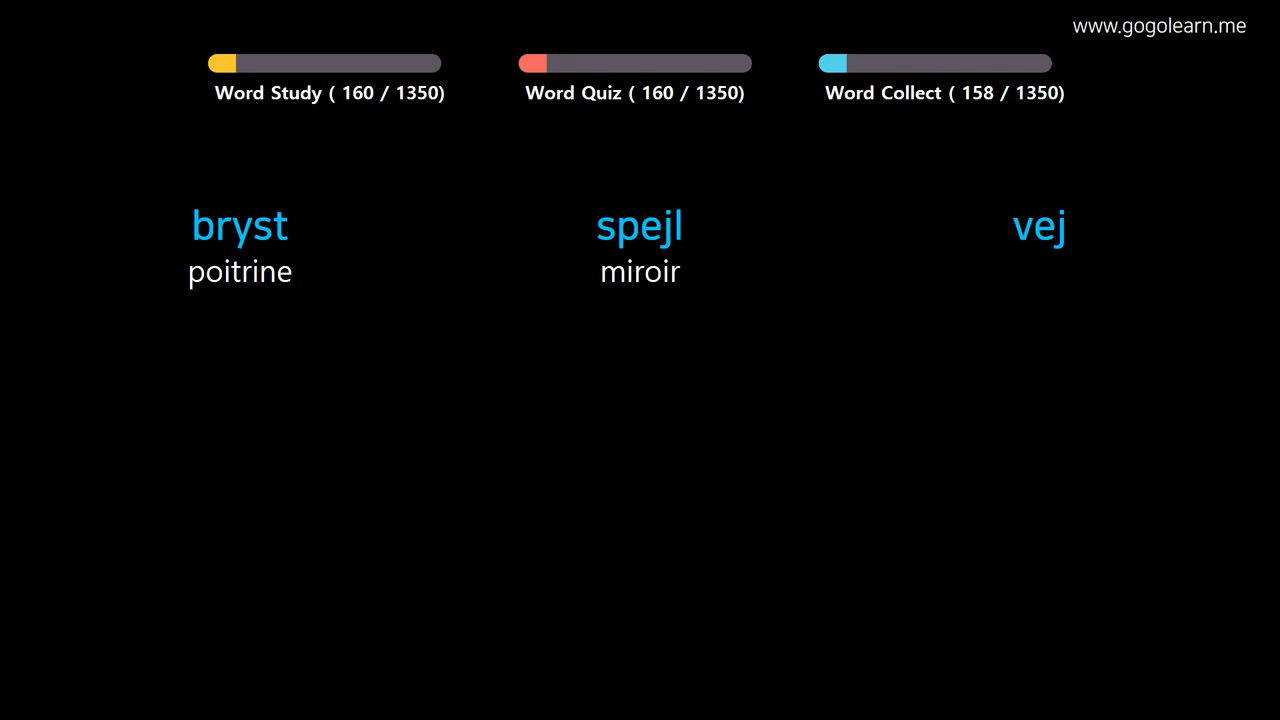 www.gogolearn.me
Word Study ( 160 / 1350)
Word Quiz ( 160 / 1350)
Word Collect ( 158 / 1350)
bryst
poitrine
spejl
miroir
vej